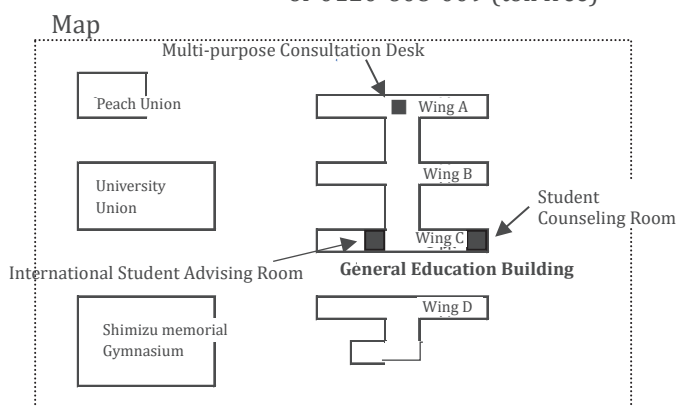 Map
Multi-purpose Consultation Desk
Peach Union
Wing A
University
Union
Wing B
Student
Counseling Room
Wing C
International Student Advising Room
General Education Building
Shimizu memorial
Gymnasium
Wing D